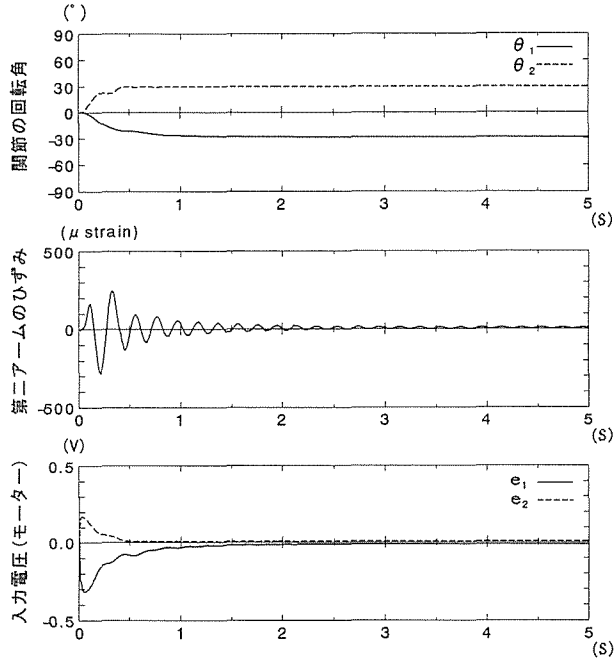 (°)
90
60
30
0
-30
-60
-90
0 1 2 3 4 5
(S)
θ1
θ2
関節の回転角
(μ strain)
500
0
-500
0 1 2 3 4 5
(S)
第二アームのひずみ
(V)
0.5
0.0
-0.5
0 1 2 3 4 5
(S)
e1
e2
入力電圧(モーター)